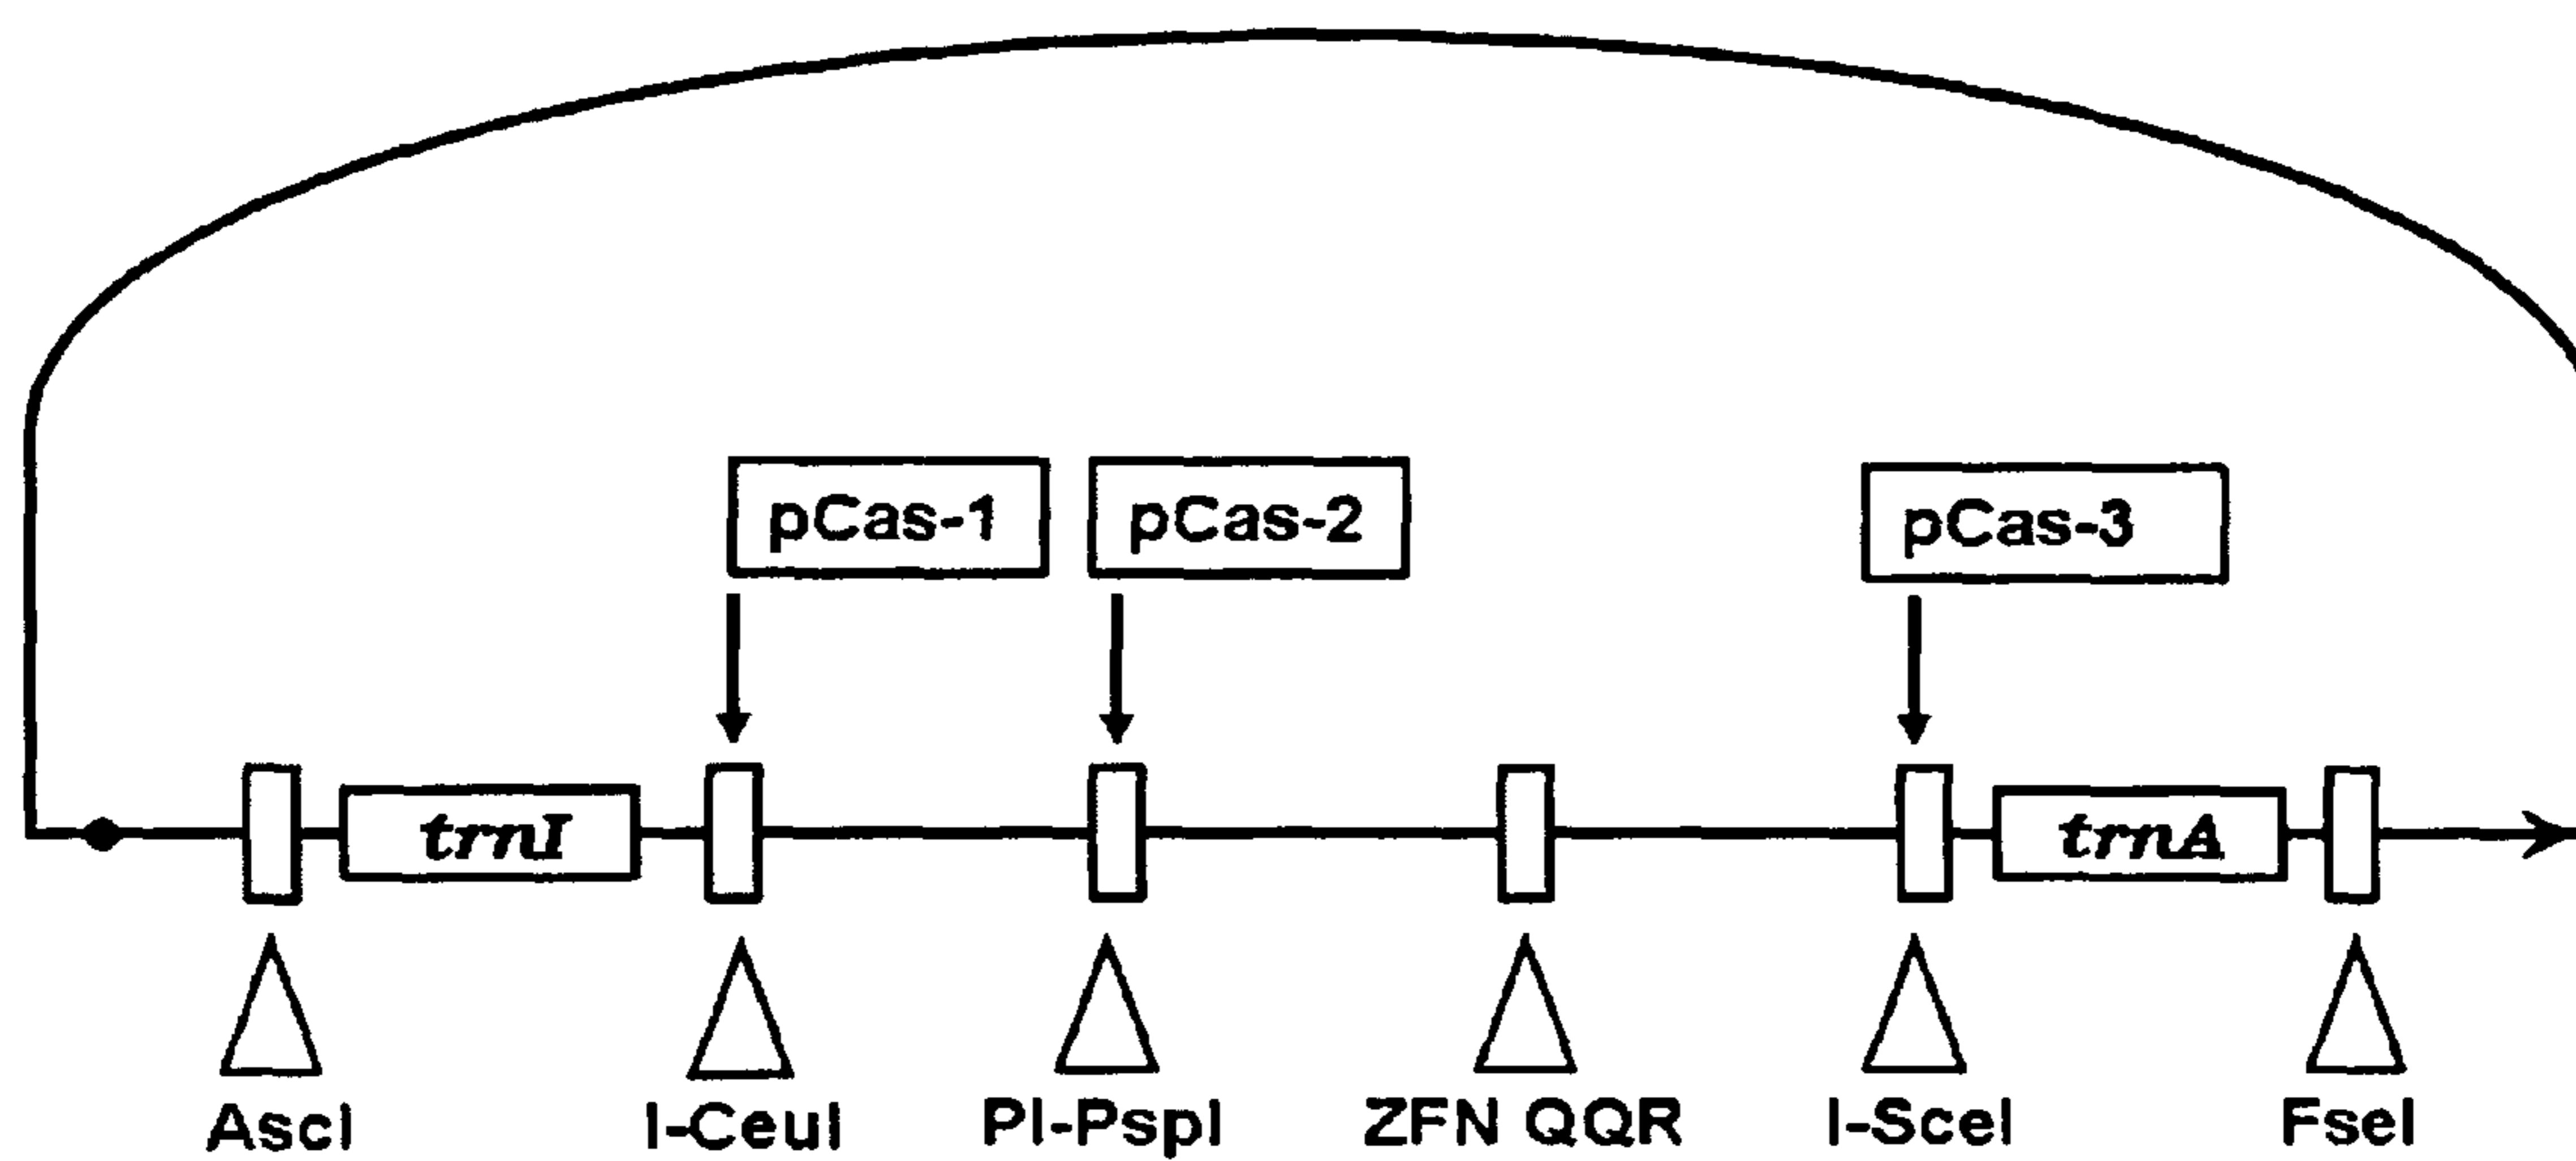 pCas-1 pCas-2 pCas-3
trnI trnA
AscI I-CeuI PI-PspI ZFN QQR I-SceI FseI